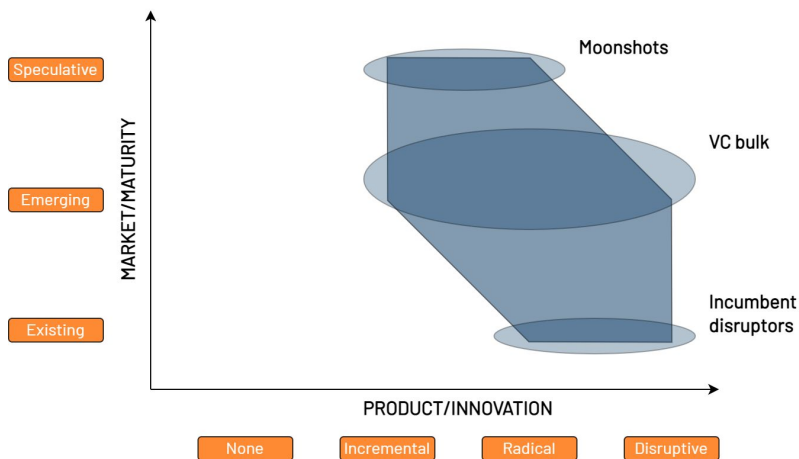 Moonshots
Speculative
VC bulk
Emerging
MARKET/MATURITY
Incumbent
disruptors
Existing
PRODUCT/INNOVATION
None
Incremental
Radical
Disruptive